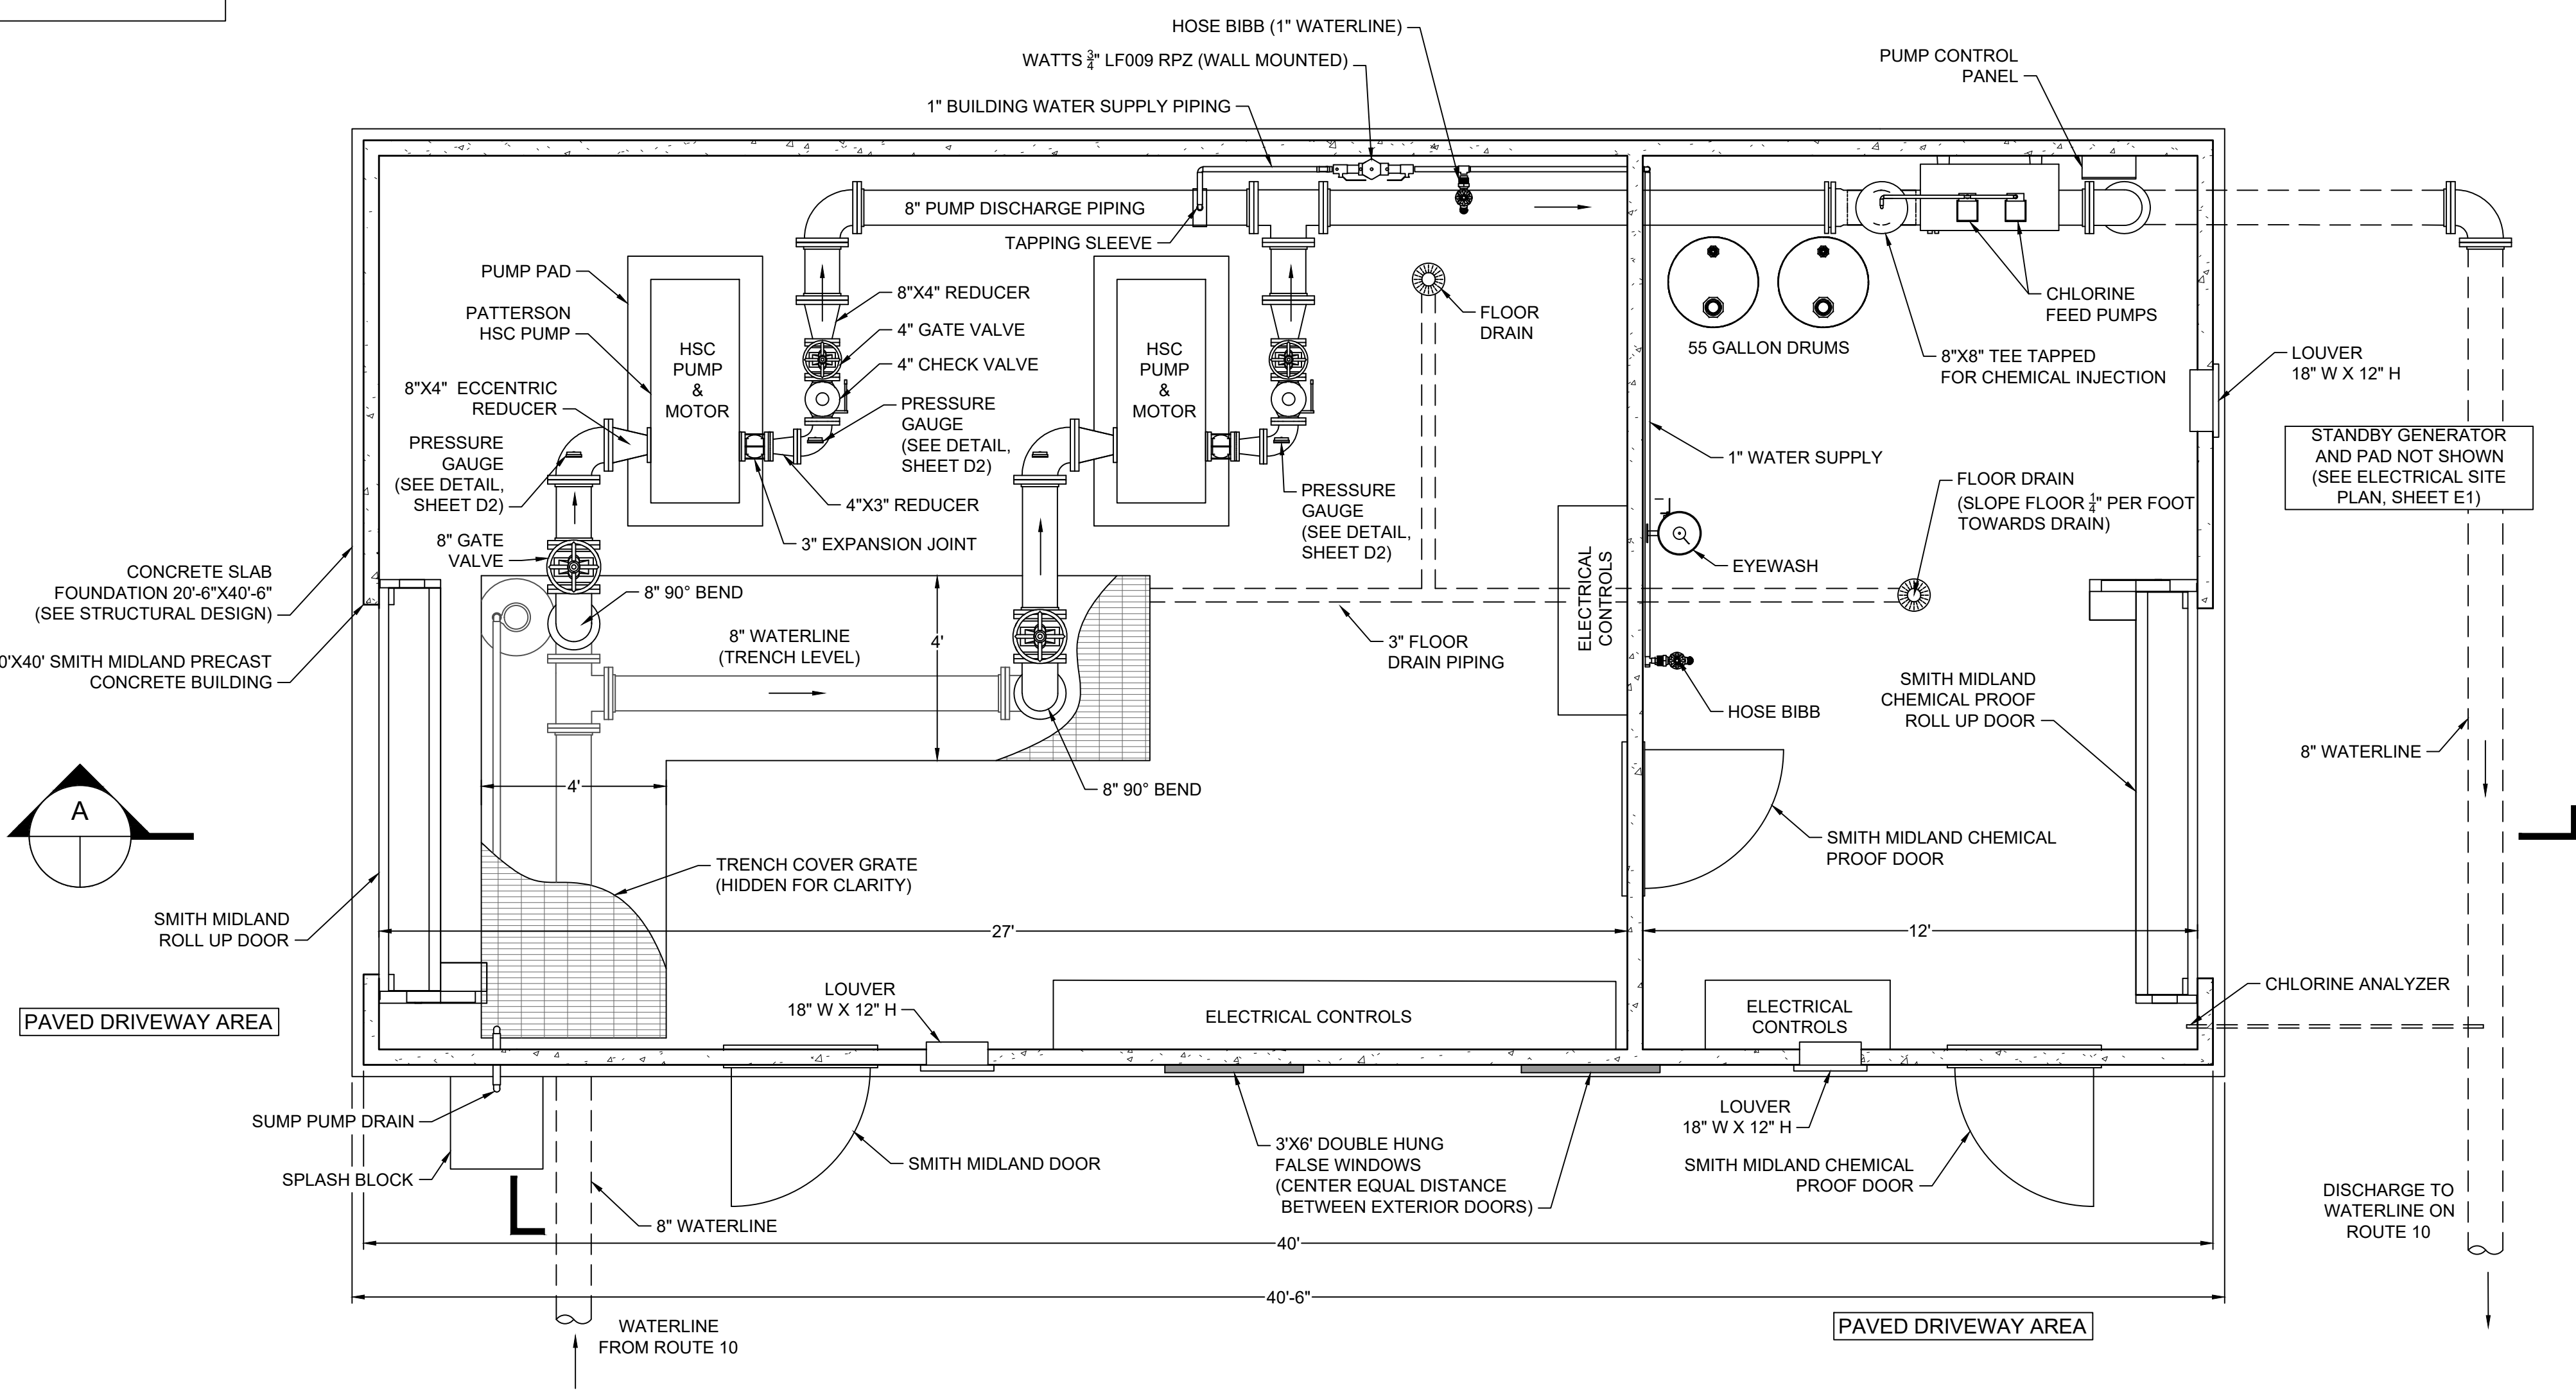 HOSE BIBB (1" WATERLINE)
WATTS 3/4" LF009 RPZ (WALL MOUNTED)
1" BUILDING WATER SUPPLY PIPING
PUMP CONTROL
PANEL
8" PUMP DISCHARGE PIPING
TAPPING SLEEVE
PUMP PAD
PATTERSON
HSC PUMP
8"X4" ECCENTRIC
REDUCER
PRESSURE
GAUGE
(SEE DETAIL,
SHEET D2)
8" GATE
VALVE
HSC
PUMP
&
MOTOR
8"X4" REDUCER
4" GATE VALVE
4" CHECK VALVE
PRESSURE
GAUGE
(SEE DETAIL,
SHEET D2)
4"X3" REDUCER
3" EXPANSION JOINT
HSC
PUMP
&
MOTOR
PRESSURE
GAUGE
(SEE DETAIL,
SHEET D2)
FLOOR
DRAIN
55 GALLON DRUMS
CHLORINE
FEED PUMPS
8"X8" TEE TAPPED
FOR CHEMICAL INJECTION
LOUVER
18" W X 12" H
STANDBY GENERATOR
AND PAD NOT SHOWN
(SEE ELECTRICAL SITE
PLAN, SHEET E1)
1" WATER SUPPLY
FLOOR DRAIN
(SLOPE FLOOR 1/4" PER FOOT
TOWARDS DRAIN)
EYEWASH
ELECTRICAL
CONTROLS
CONCRETE SLAB
FOUNDATION 20'-6"X40'-6"
(SEE STRUCTURAL DESIGN)
0'X40' SMITH MIDLAND PRECAST
CONCRETE BUILDING
8" 90° BEND
8" WATERLINE
(TRENCH LEVEL)
4'
3" FLOOR
DRAIN PIPING
HOSE BIBB
SMITH MIDLAND
CHEMICAL PROOF
ROLL UP DOOR
8" WATERLINE
A
4'
8" 90° BEND
SMITH MIDLAND CHEMICAL
PROOF DOOR
TRENCH COVER GRATE
(HIDDEN FOR CLARITY)
SMITH MIDLAND
ROLL UP DOOR
27'
12'
PAVED DRIVEWAY AREA
LOUVER
18" W X 12" H
ELECTRICAL CONTROLS
ELECTRICAL
CONTROLS
CHLORINE ANALYZER
SUMP PUMP DRAIN
SPLASH BLOCK
8" WATERLINE
SMITH MIDLAND DOOR
3'X6' DOUBLE HUNG
FALSE WINDOWS
(CENTER EQUAL DISTANCE
BETWEEN EXTERIOR DOORS)
LOUVER
18" W X 12" H
SMITH MIDLAND CHEMICAL
PROOF DOOR
DISCHARGE TO
WATERLINE ON
ROUTE 10
40'
40'-6"
WATERLINE
FROM ROUTE 10
PAVED DRIVEWAY AREA